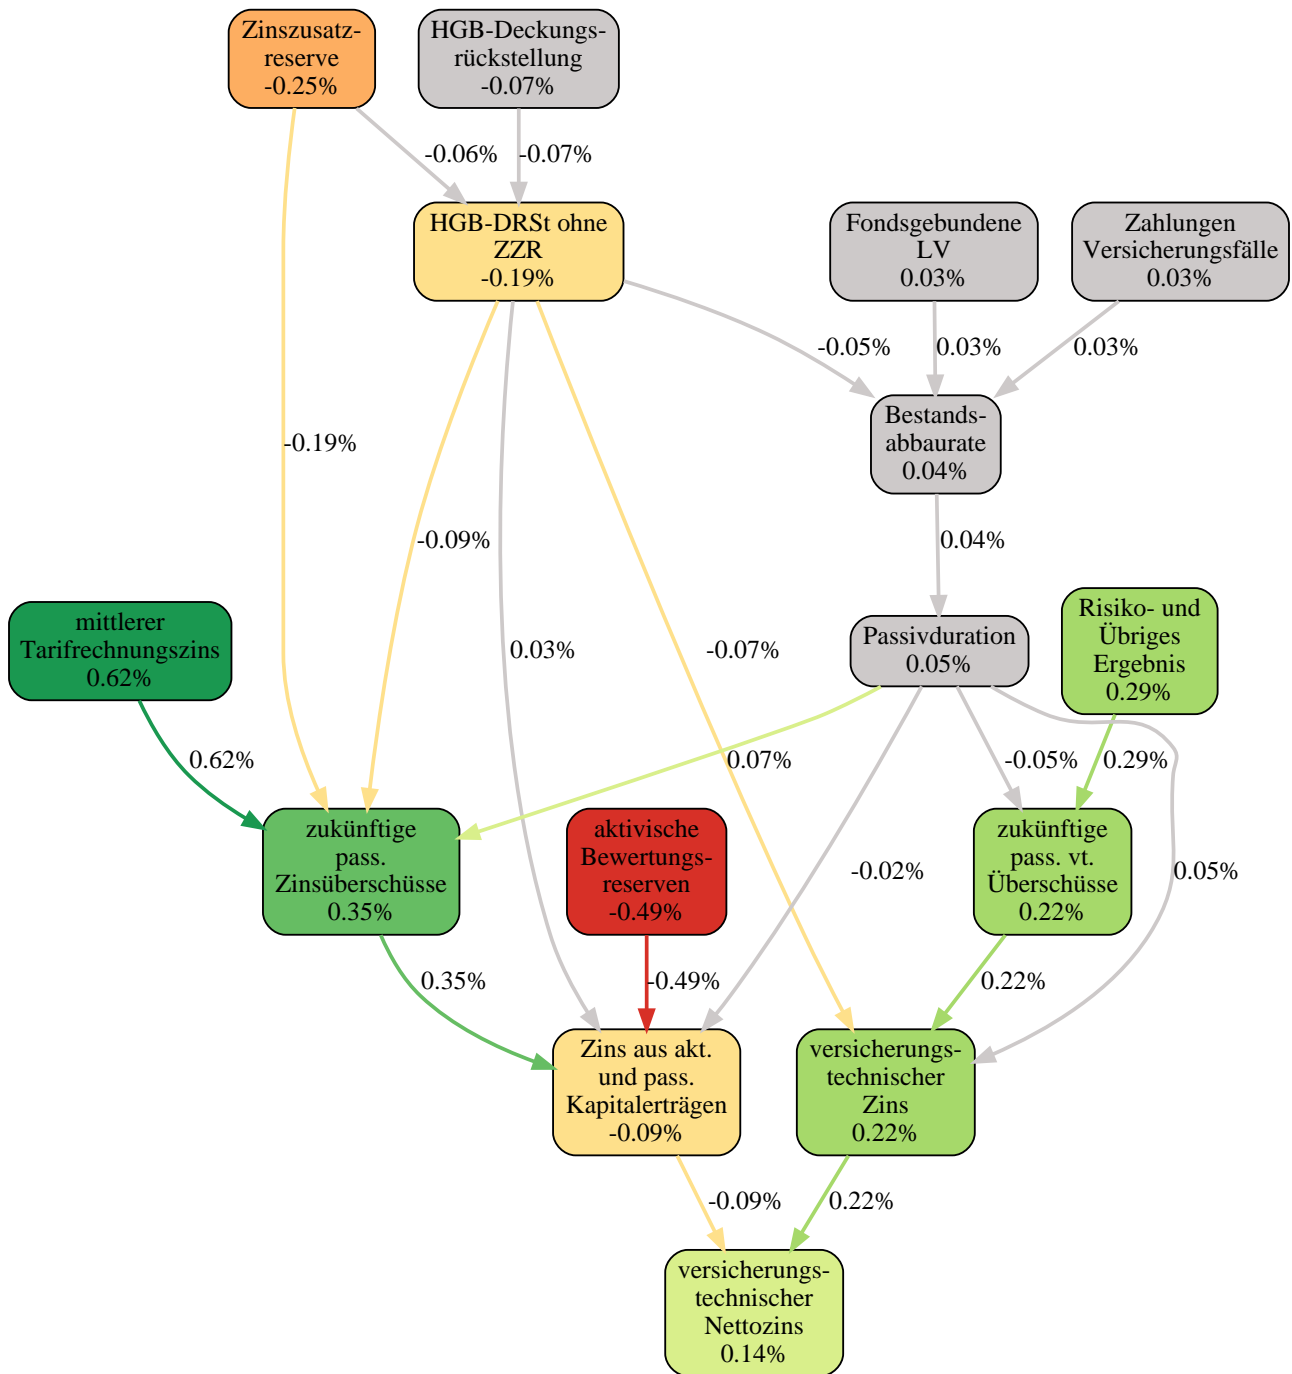 Zinszusatz-
reserve
-0.25%
HGB-Deckungs-
rückstellung
-0.07%
-0.06%
-0.07%
HGB-DRSt ohne
ZZR
-0.19%
Fondsgebundene
LV
0.03%
Zahlungen
Versicherungsfälle
0.03%
-0.05%
0.03%
0.03%
Bestands-
abbaurate
0.04%
-0.19%
-0.09%
0.04%
mittlerer
Tarifrechnungszins
0.62%
0.03%
-0.07%
Passivduration
0.05%
Risiko- und
Übriges
Ergebnis
0.29%
0.62%
0.07%
-0.05%
0.29%
zukünftige
pass.
Zinsüberschüsse
0.35%
aktivische
Bewertungs-
reserven
-0.49%
-0.02%
zukünftige
pass. vt.
Überschüsse
0.22%
0.05%
0.35%
-0.49%
0.22%
Zins aus akt.
und pass.
Kapitalerträgen
-0.09%
versicherungs-
technischer
Zins
0.22%
-0.09%
0.22%
versicherungs-
technischer
Nettozins
0.14%